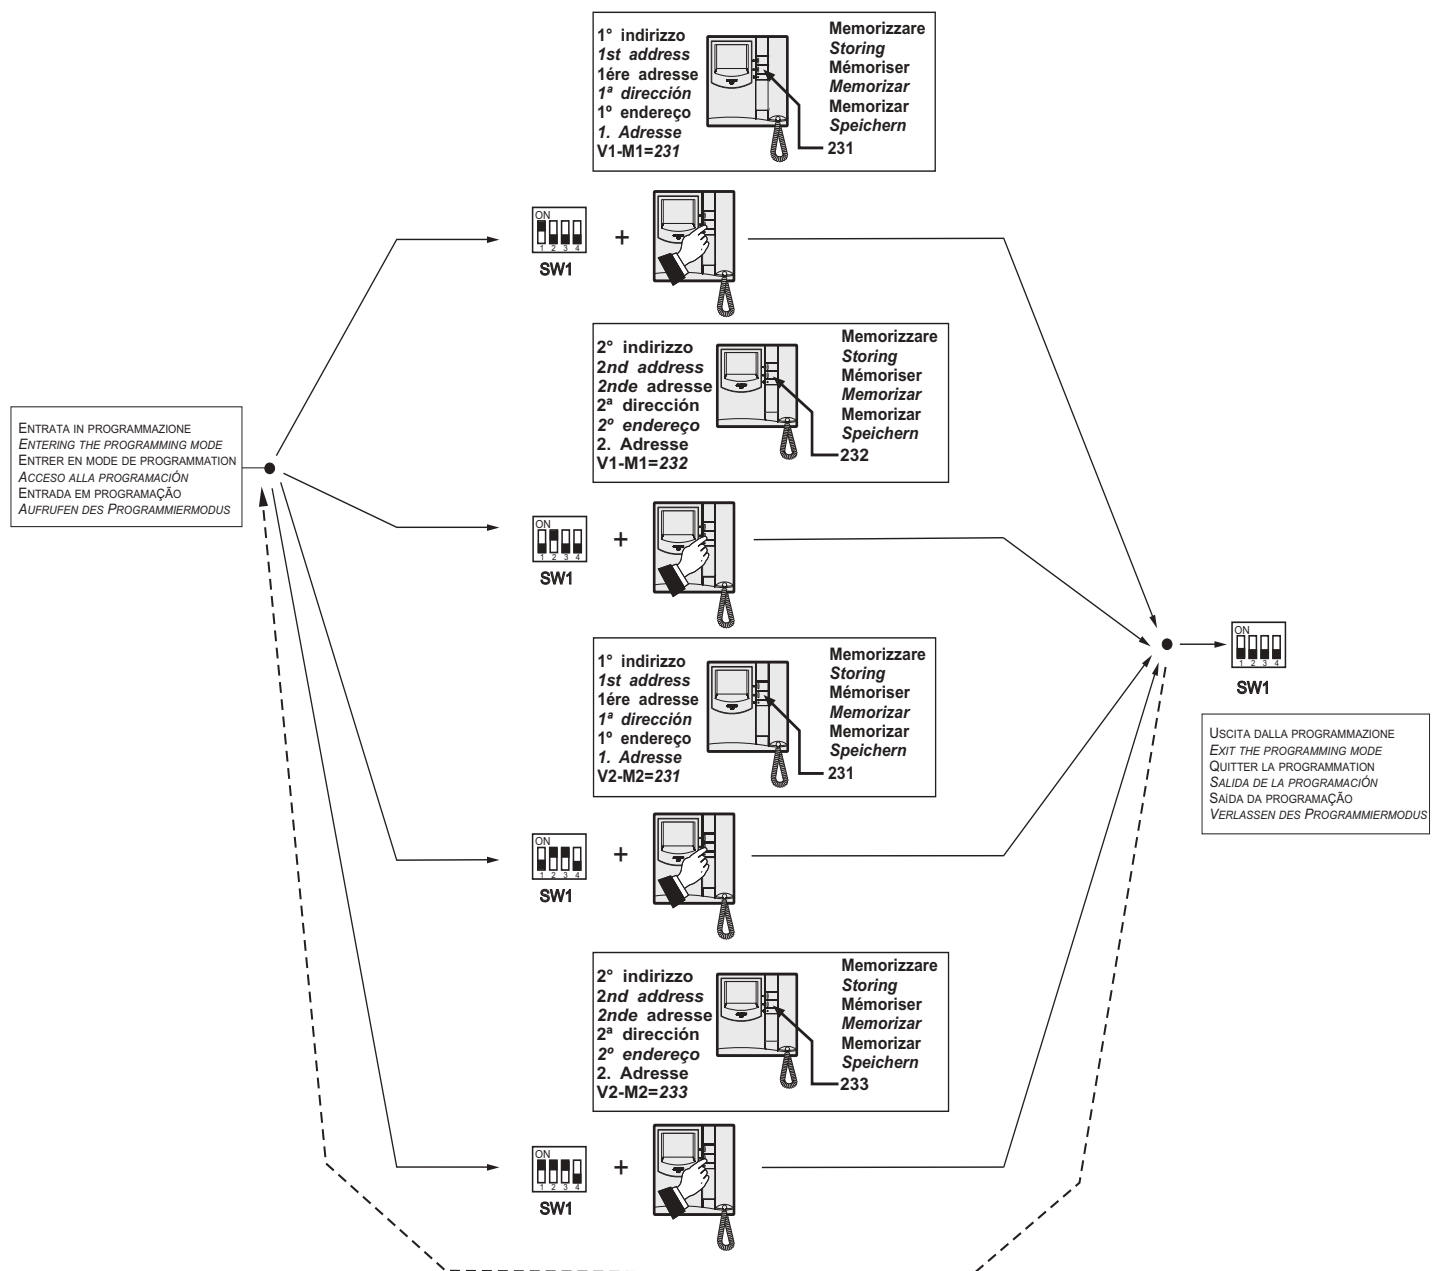 1° indirizzo
1st address
1ére adresse
1ª dirección
1º endereço
1. Adresse
V1-M1=231
Memorizzare
Storing
Mémoriser
Memorizar
Memorizar
Speichern
231
ON
1 2 3 4
SW1
+
2° indirizzo
2nd address
2nde adresse
2ª dirección
2º endereço
2. Adresse
V1-M1=232
Memorizzare
Storing
Mémoriser
Memorizar
Memorizar
Speichern
232
ENTRATA IN PROGRAMMAZIONE
ENTERING THE PROGRAMMING MODE
ENTRER EN MODE DE PROGRAMMATION
ACCESO ALLA PROGRAMACIÓN
ENTRADA EM PROGRAMAÇÃO
AUFRUFEN DES PROGRAMMIERMODUS
ON
1 2 3 4
SW1
+
1° indirizzo
1st address
1ére adresse
1ª dirección
1º endereço
1. Adresse
V2-M2=231
Memorizzare
Storing
Mémoriser
Memorizar
Memorizar
Speichern
231
ON
1 2 3 4
SW1
USCITA DALLA PROGRAMMAZIONE
EXIT THE PROGRAMMING MODE
QUITTER LA PROGRAMMATION
SALIDA DE LA PROGRAMACIÓN
SAíDA DA PROGRAMAÇÃO
VERLASSEN DES PROGRAMMIERMODUS
ON
1 2 3 4
SW1
+
2° indirizzo
2nd address
2nde adresse
2ª dirección
2º endereço
2. Adresse
V2-M2=233
Memorizzare
Storing
Mémoriser
Memorizar
Memorizar
Speichern
233
ON
1 2 3 4
SW1
+